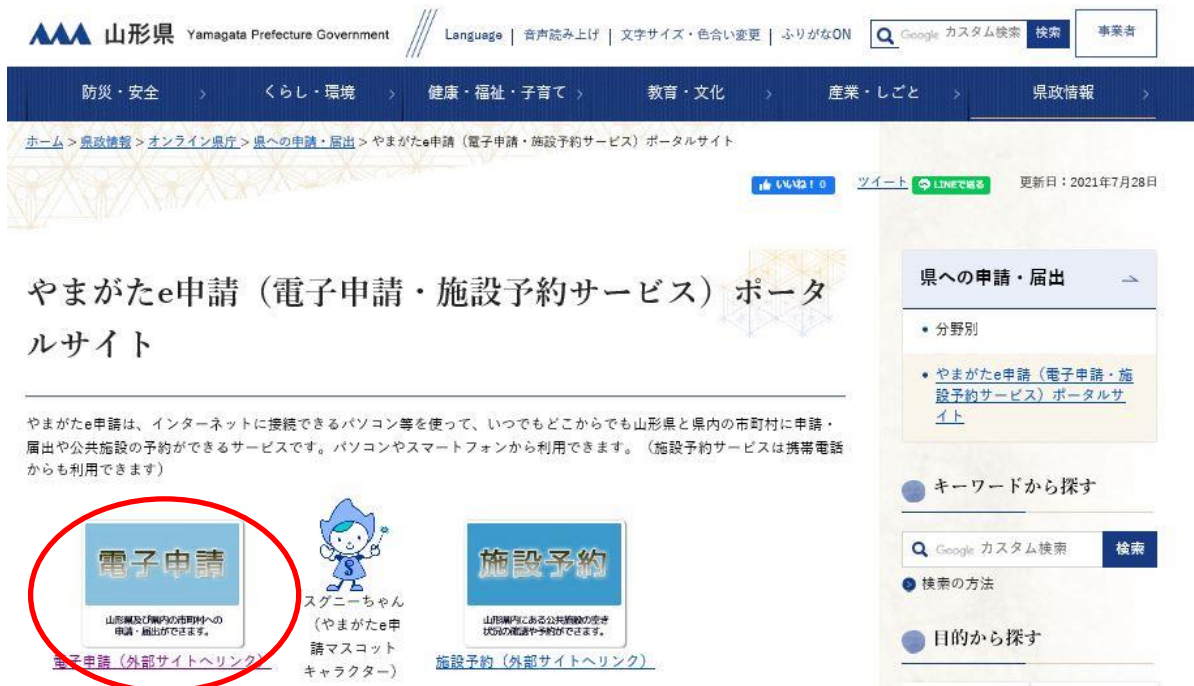 山形県 Yamagata Prefecture Government
Language | 音声読み上げ | 文字サイズ・色合い変更 | ふりがなON
Google カスタム検索 検索
事業者
防災・安全 > くらし・環境 > 健康・福祉・子育て > 教育・文化 > 産業・しごと > 県政情報 >
ホーム > 県政情報 > オンライン県庁 > 県への申請・届出 > やまがたe申請（電子申請・施設予約サービス）ポータルサイト
いいね！ 0 ツイート LINEで送る 更新日：2021年7月28日
やまがたe申請（電子申請・施設予約サービス）ポータ
ルサイト
やまがたe申請は、インターネットに接続できるパソコン等を使って、いつでもどこからでも山形県と県内の市町村に申請・
届出や公共施設の予約ができるサービスです。パソコンやスマートフォンから利用できます。（施設予約サービスは携帯電話
からも利用できます）
電子申請
山形県及び県内の市町村への
申請・届出ができます。
電子申請（外部サイトへリンク）
S
スグニーちゃん
（やまがたe申
請マスコット
キャラクター）
施設予約
山形県内にある公共施設の空き
状況の確認や予約ができます。
施設予約（外部サイトへリンク）
県への申請・届出
• 分野別
• やまがたe申請（電子申請・施
設予約サービス）ポータルサ
イト
キーワードから探す
Google カスタム検索 検索
検索の方法
目的から探す